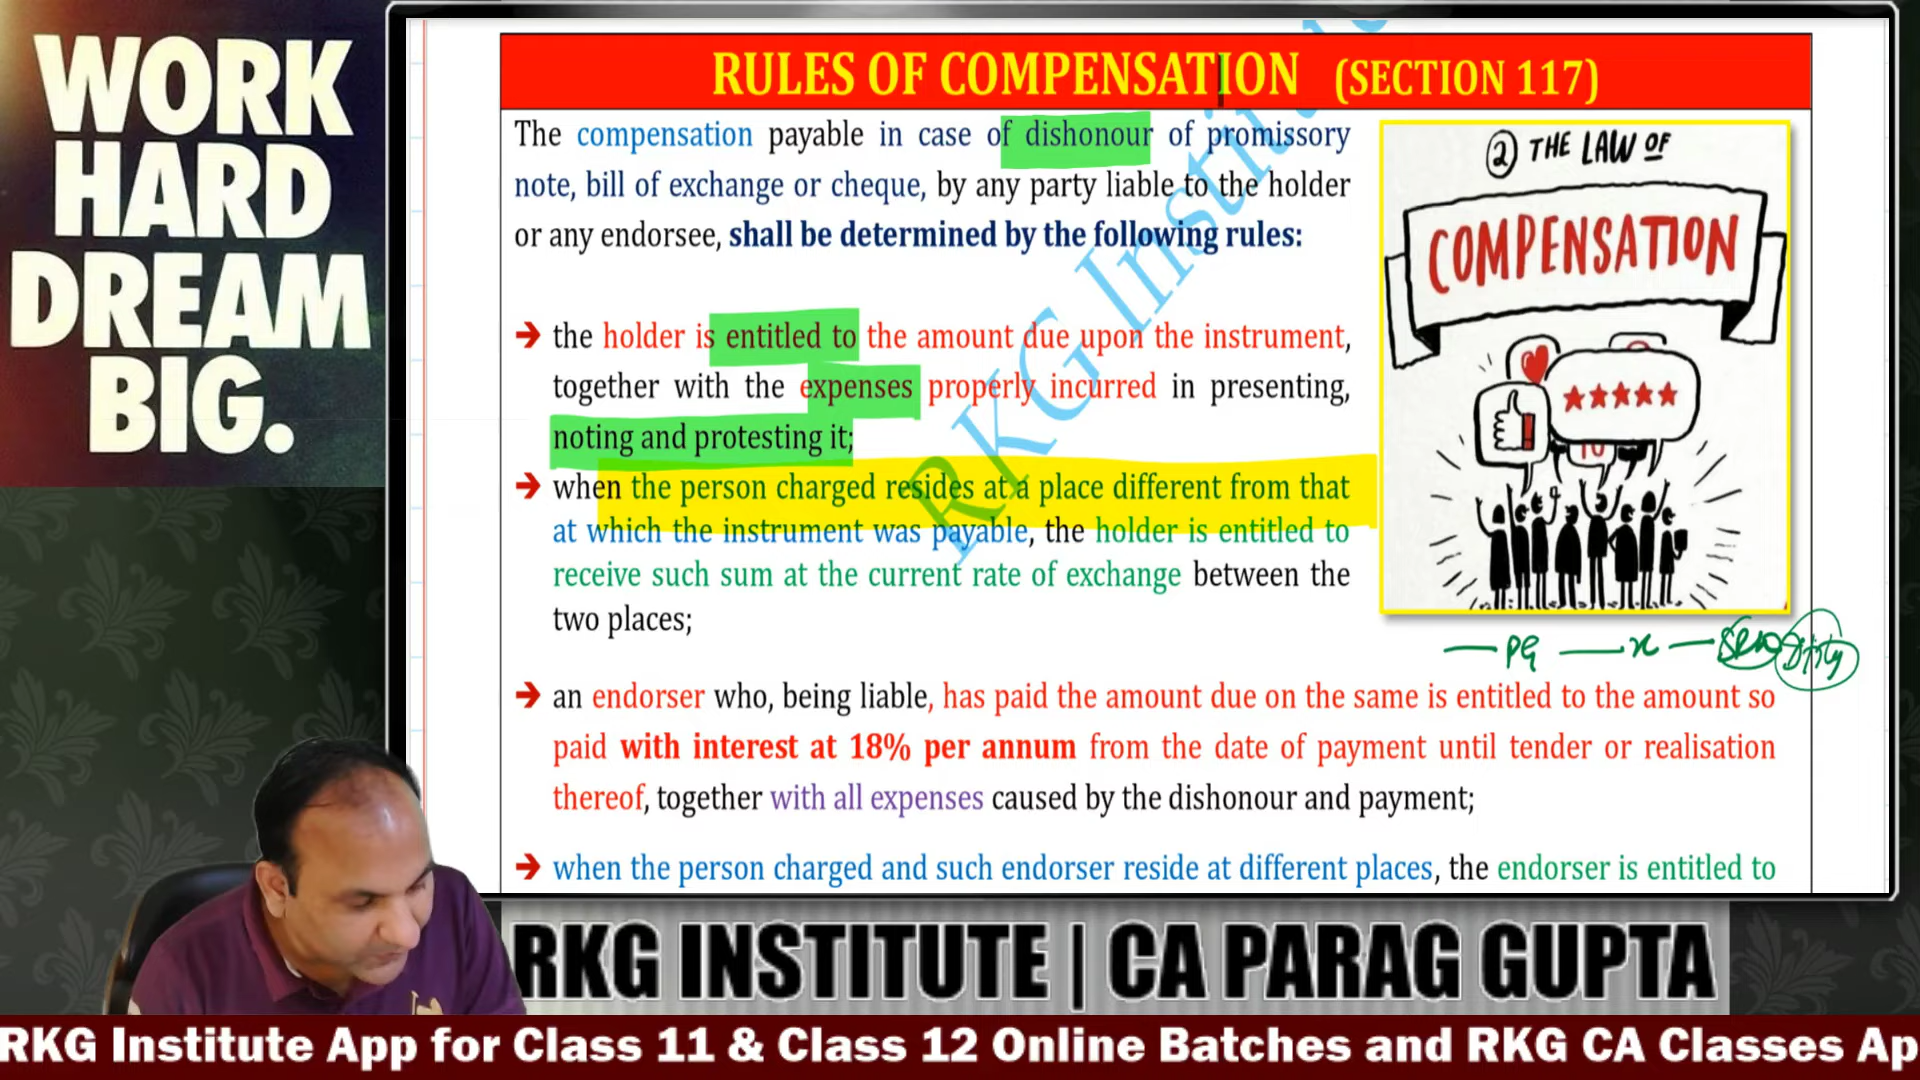 WORK
HARD
DREAM
BIG.
RULES OF COMPENSATION (SECTION 117)
The compensation payable in case of dishonour of promissory
note, bill of exchange or cheque, by any party liable to the holder
or any endorsee, shall be determined by the following rules:
➔ the holder is entitled to the amount due upon the instrument,
together with the expenses properly incurred in presenting,
noting and protesting it;
➔ when the person charged resides at a place different from that
at which the instrument was payable, the holder is entitled to
receive such sum at the current rate of exchange between the
two places;
② THE LAW OF
COMPENSATION
PG x
➔ an endorser who, being liable, has paid the amount due on the same is entitled to the amount so
paid with interest at 18% per annum from the date of payment until tender or realisation
thereof, together with all expenses caused by the dishonour and payment;
➔ when the person charged and such endorser reside at different places, the endorser is entitled to
RKG Institute
RKG INSTITUTE | CA PARAG GUPTA
RKG Institute App for Class 11 & Class 12 Online Batches and RKG CA Classes Ap